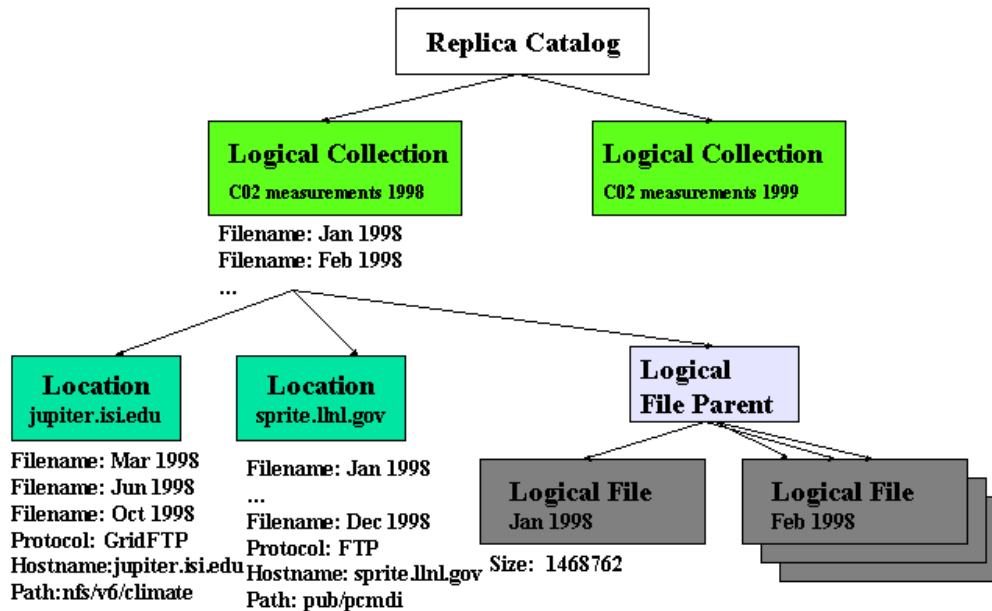 Replica Catalog
Logical Collection
C02 measurements 1998
Logical Collection
C02 measurements 1999
Filename: Jan 1998
Filename: Feb 1998
...
Location
jupiter.isi.edu
Location
sprite.llnl.gov
Logical
File Parent
Filename: Mar 1998
Filename: Jun 1998
Filename: Oct 1998
Protocol: GridFTP
Hostname:jupiter.isi.edu
Path:nfs/v6/climate
Filename: Jan 1998
...
Filename: Dec 1998
Protocol: FTP
Hostname: sprite.llnl.gov
Path: pub/pcmdi
Logical File
Jan 1998
Size: 1468762
Logical File
Feb 1998